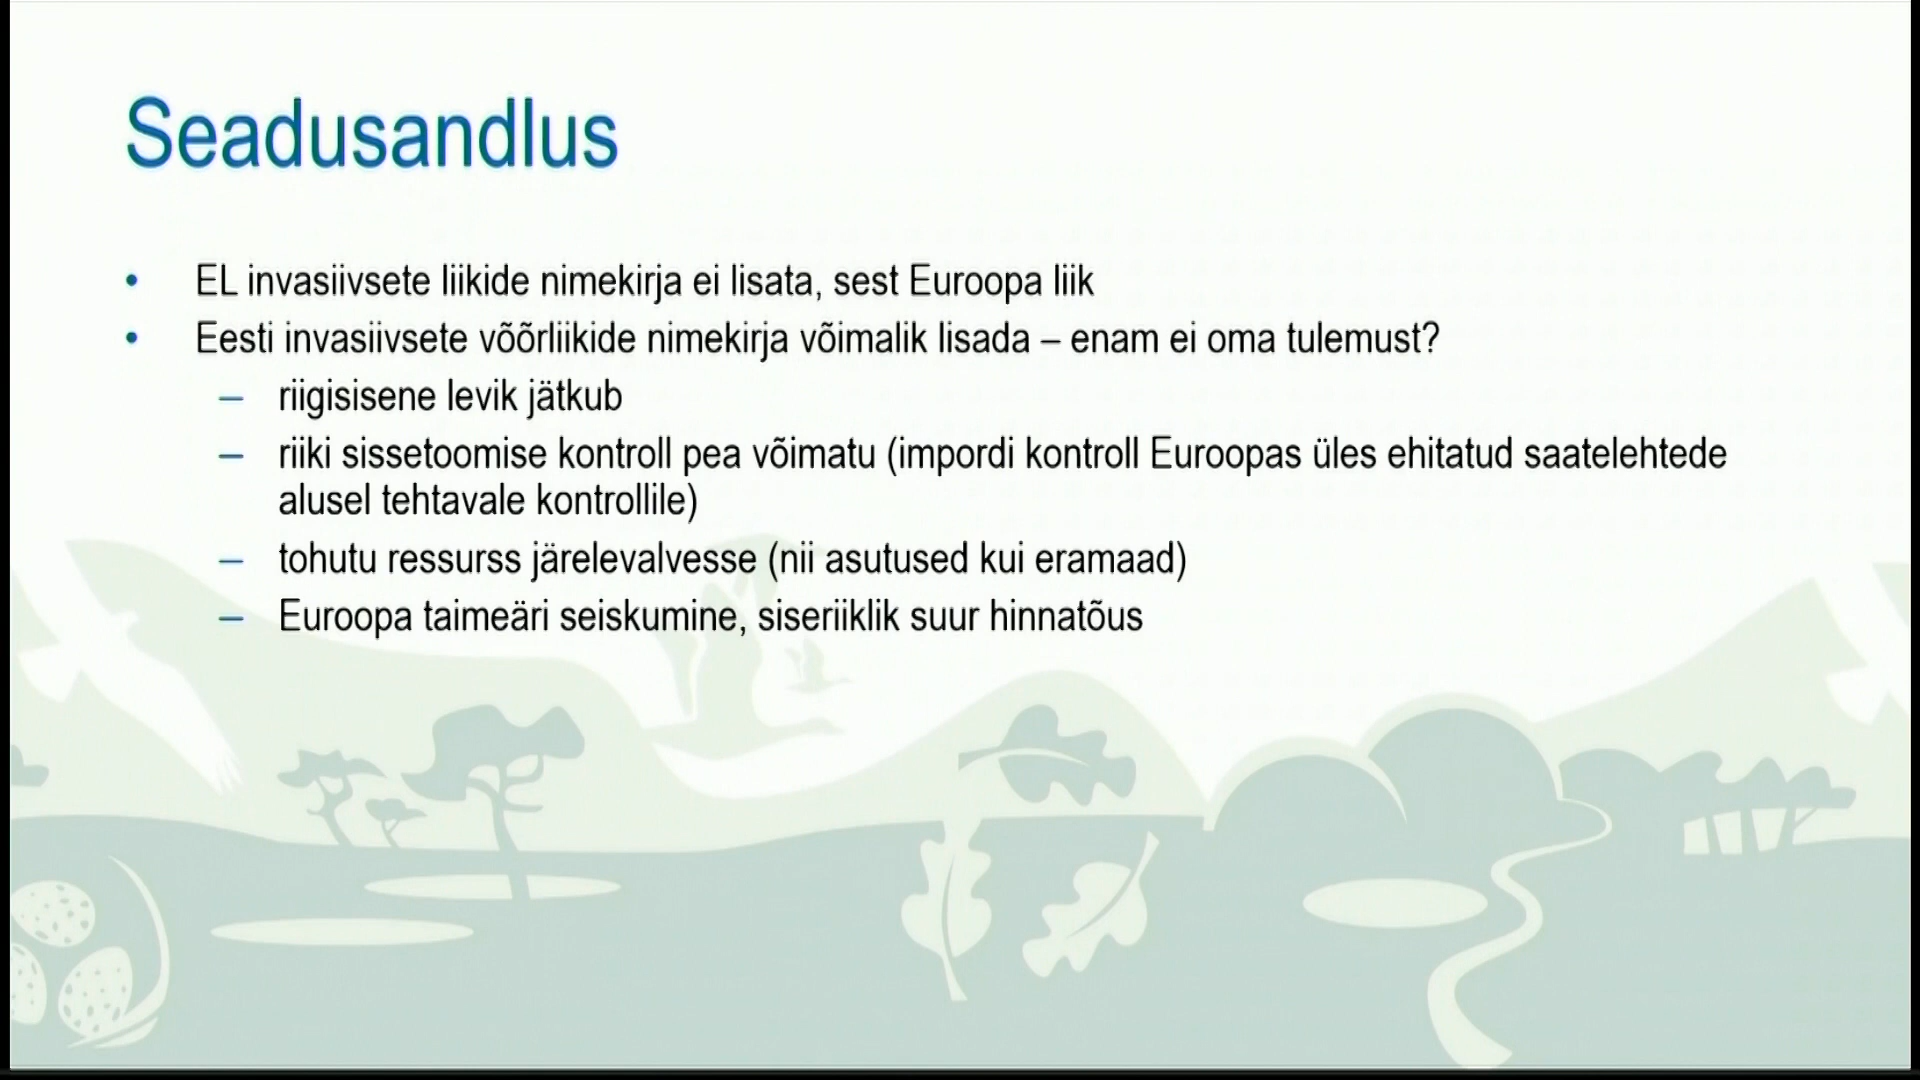 Seadusandlus
• EL invasiivsete liikide nimekirja ei lisata, sest Euroopa liik
• Eesti invasiivsete võõrliikide nimekirja võimalik lisada – enam ei oma tulemust?
– riigisisene levik jätkub
– riiki sissetoomise kontroll pea võimatu (impordi kontroll Euroopas üles ehitatud saatelehtede
alusel tehtavale kontrollile)
– tohutu ressurss järelevalvesse (nii asutused kui eramaad)
– Euroopa taimeäri seiskumine, siseriiklik suur hinnatõus